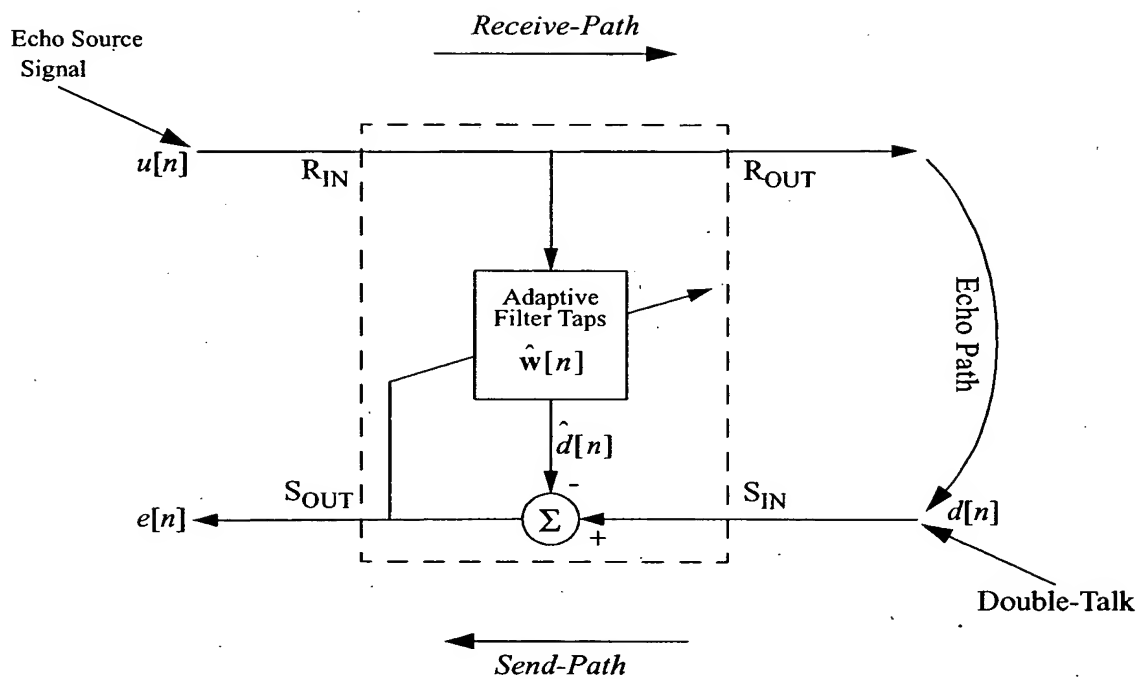 Receive-Path
Echo Source
Signal
u[n]
R_IN
R_OUT
Adaptive
Filter Taps
ŵ[n]
Echo Path
d̂[n]
-
S_OUT
S_IN
e[n]
Σ
+
d[n]
Double-Talk
Send-Path